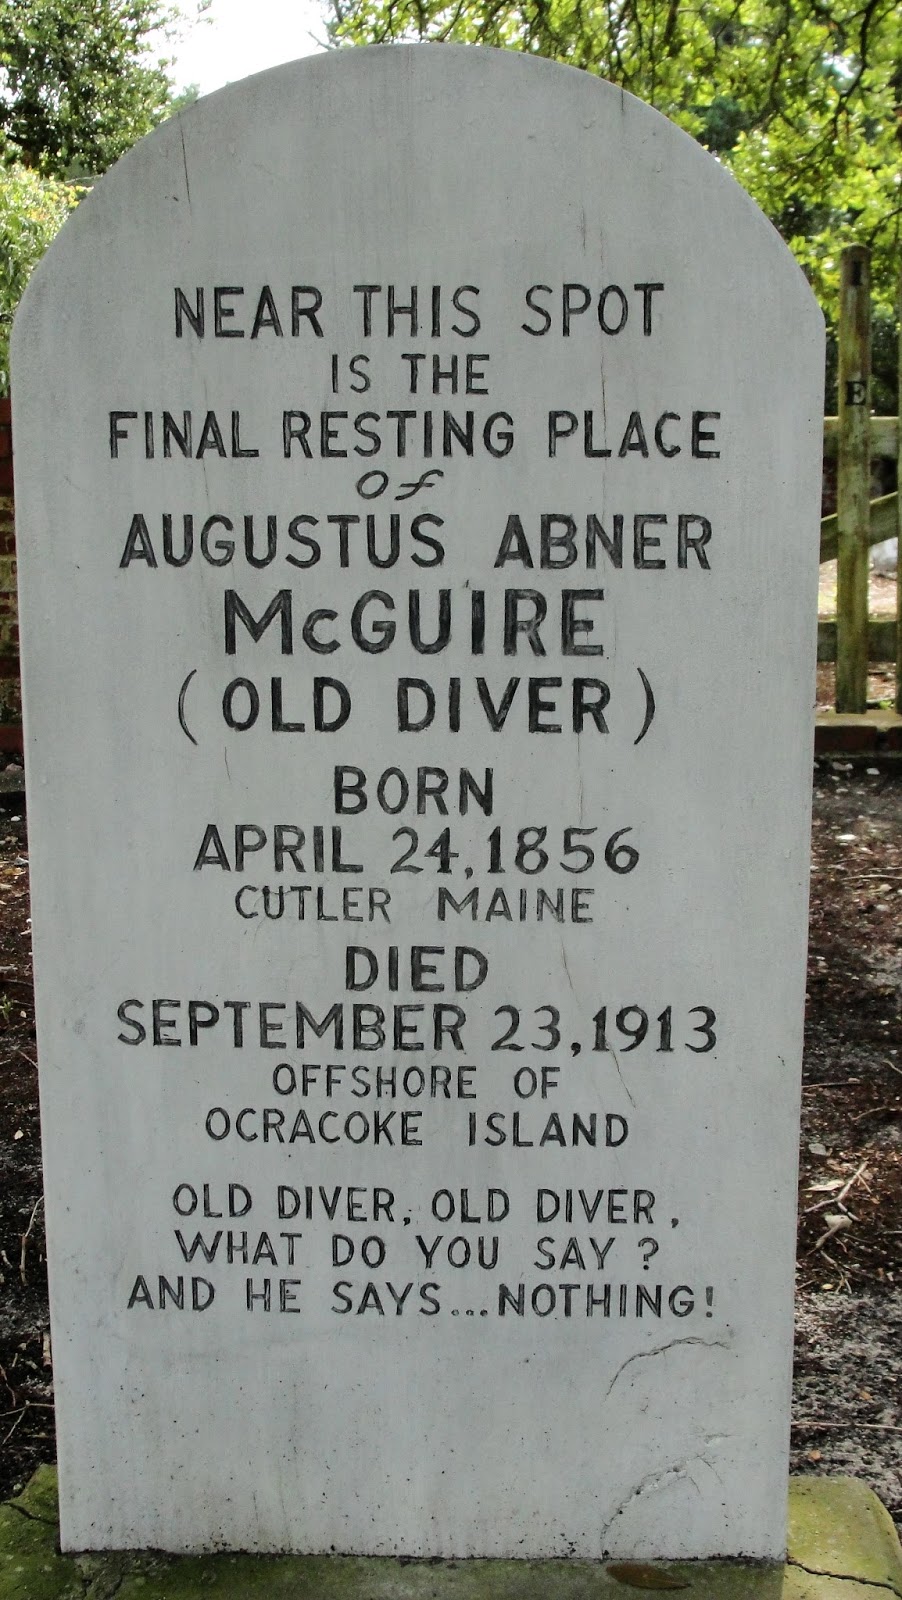 NEAR THIS SPOT
IS THE
FINAL RESTING PLACE
of
AUGUSTUS ABNER
McGUIRE
(OLD DIVER)
BORN
APRIL 24, 1856
CUTLER MAINE
DIED
SEPTEMBER 23, 1913
OFFSHORE OF
OCRACOKE ISLAND
OLD DIVER, OLD DIVER,
WHAT DO YOU SAY?
AND HE SAYS...NOTHING!
I
E